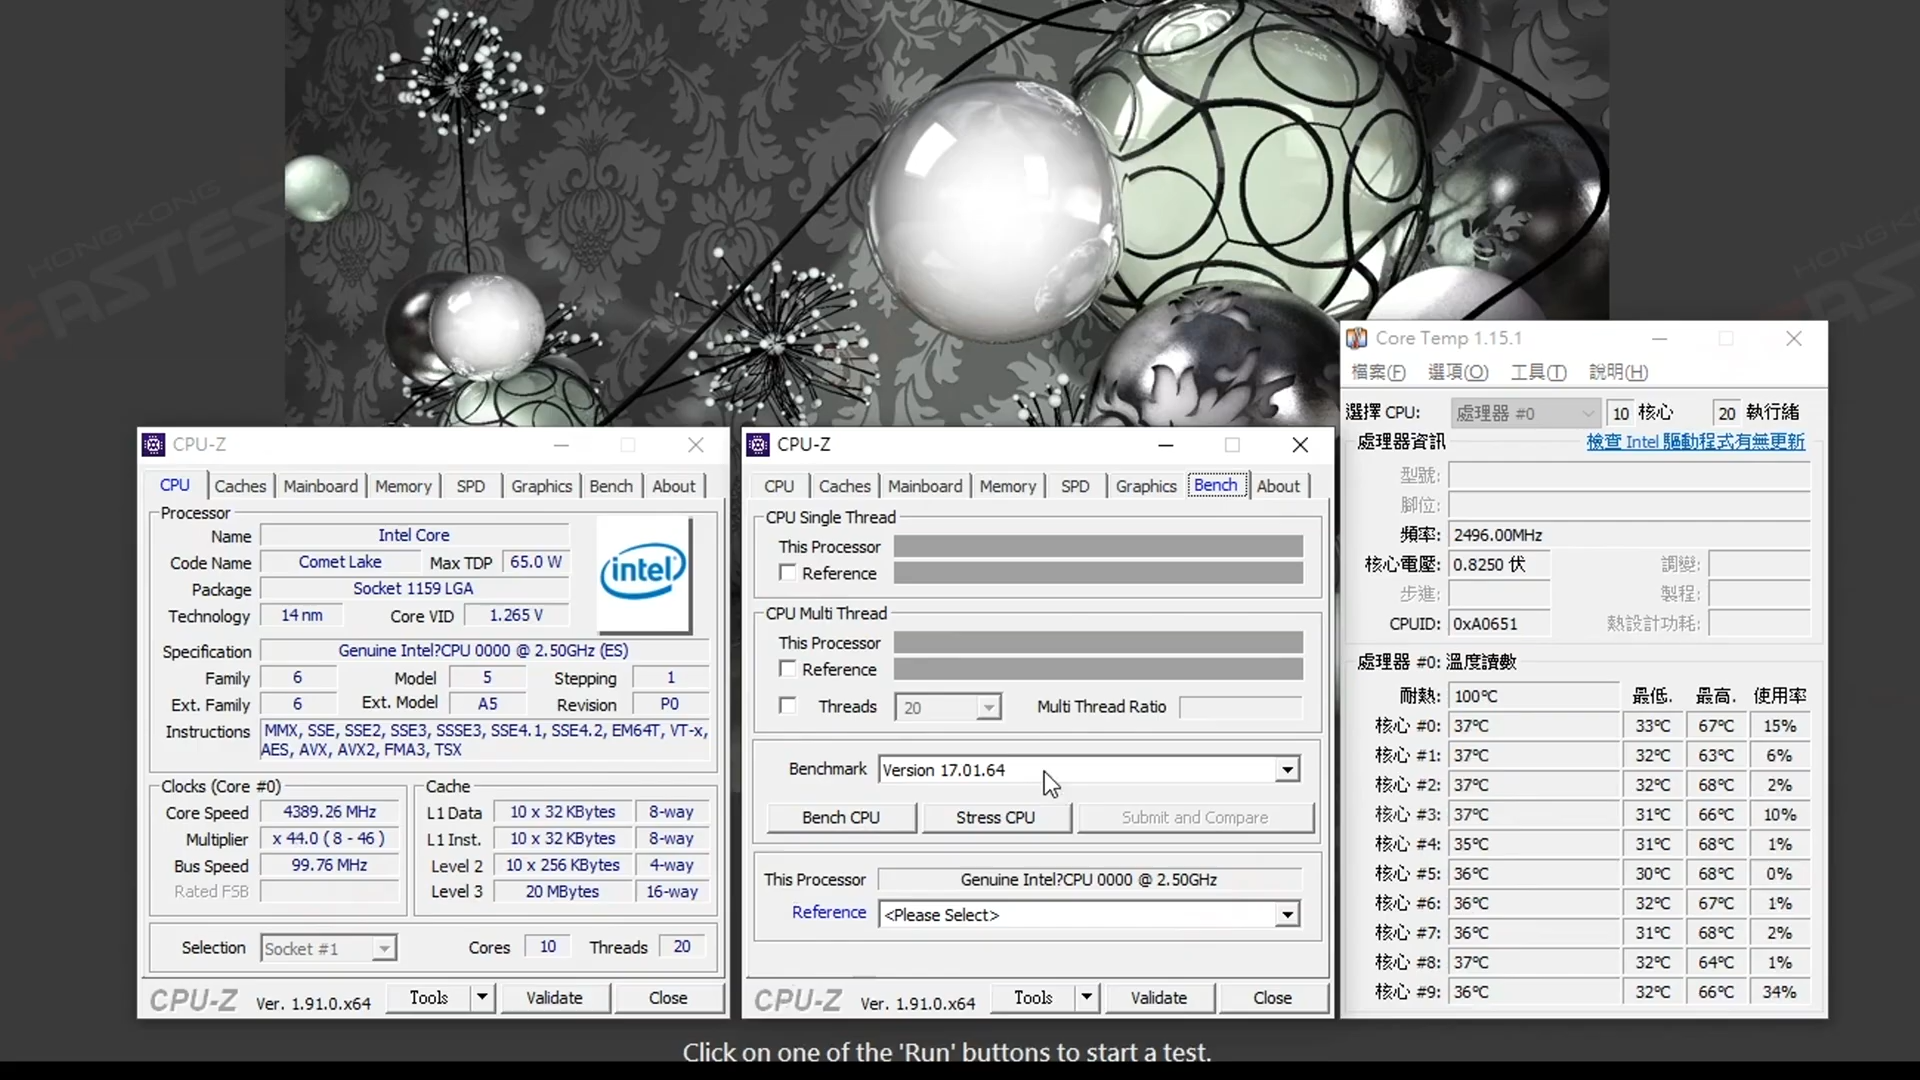 HONG KONG
FASTEST
CPU-Z
CPU Caches Mainboard Memory SPD Graphics Bench About
Processor
Name Intel Core
Code Name Comet Lake Max TDP 65.0 W
Package Socket 1159 LGA
Technology 14 nm Core VID 1.265 V
intel
Specification Genuine Intel?CPU 0000 @ 2.50GHz (ES)
Family 6 Model 5 Stepping 1
Ext. Family 6 Ext. Model A5 Revision P0
Instructions MMX, SSE, SSE2, SSE3, SSSE3, SSE4.1, SSE4.2, EM64T, VT-x,
AES, AVX, AVX2, FMA3, TSX
Clocks (Core #0)
Core Speed 4389.26 MHz
Multiplier x 44.0 ( 8 - 46 )
Bus Speed 99.76 MHz
Rated FSB
Cache
L1 Data 10 x 32 KBytes 8-way
L1 Inst. 10 x 32 KBytes 8-way
Level 2 10 x 256 KBytes 4-way
Level 3 20 MBytes 16-way
Selection Socket #1 Cores 10 Threads 20
CPU-Z Ver. 1.91.0.x64 Tools Validate Close
CPU-Z
CPU Caches Mainboard Memory SPD Graphics Bench About
CPU Single Thread
This Processor
Reference
CPU Multi Thread
This Processor
Reference
Threads 20 Multi Thread Ratio
Benchmark Version 17.01.64
Bench CPU Stress CPU Submit and Compare
This Processor Genuine Intel?CPU 0000 @ 2.50GHz
Reference <Please Select>
CPU-Z Ver. 1.91.0.x64 Tools Validate Close
Core Temp 1.15.1
檔案(F) 選項(O) 工具(T) 說明(H)
選擇 CPU: 處理器 #0 10 核心 20 執行緒
處理器資訊 檢查 Intel 驅動程式有無更新
型號:
腳位:
頻率: 2496.00MHz
核心電壓: 0.8250 伏 調變:
步進: 製程:
CPUID: 0xA0651 熱設計功耗:
處理器 #0: 溫度讀數
耐熱: 100℃ 最低. 最高. 使用率
核心 #0: 37℃ 33℃ 67℃ 15%
核心 #1: 37℃ 32℃ 63℃ 6%
核心 #2: 37℃ 32℃ 68℃ 2%
核心 #3: 37℃ 31℃ 66℃ 10%
核心 #4: 35℃ 31℃ 68℃ 1%
核心 #5: 36℃ 30℃ 68℃ 0%
核心 #6: 36℃ 32℃ 67℃ 1%
核心 #7: 36℃ 31℃ 68℃ 2%
核心 #8: 37℃ 32℃ 64℃ 1%
核心 #9: 36℃ 32℃ 66℃ 34%
Click on one of the 'Run' buttons to start a test.